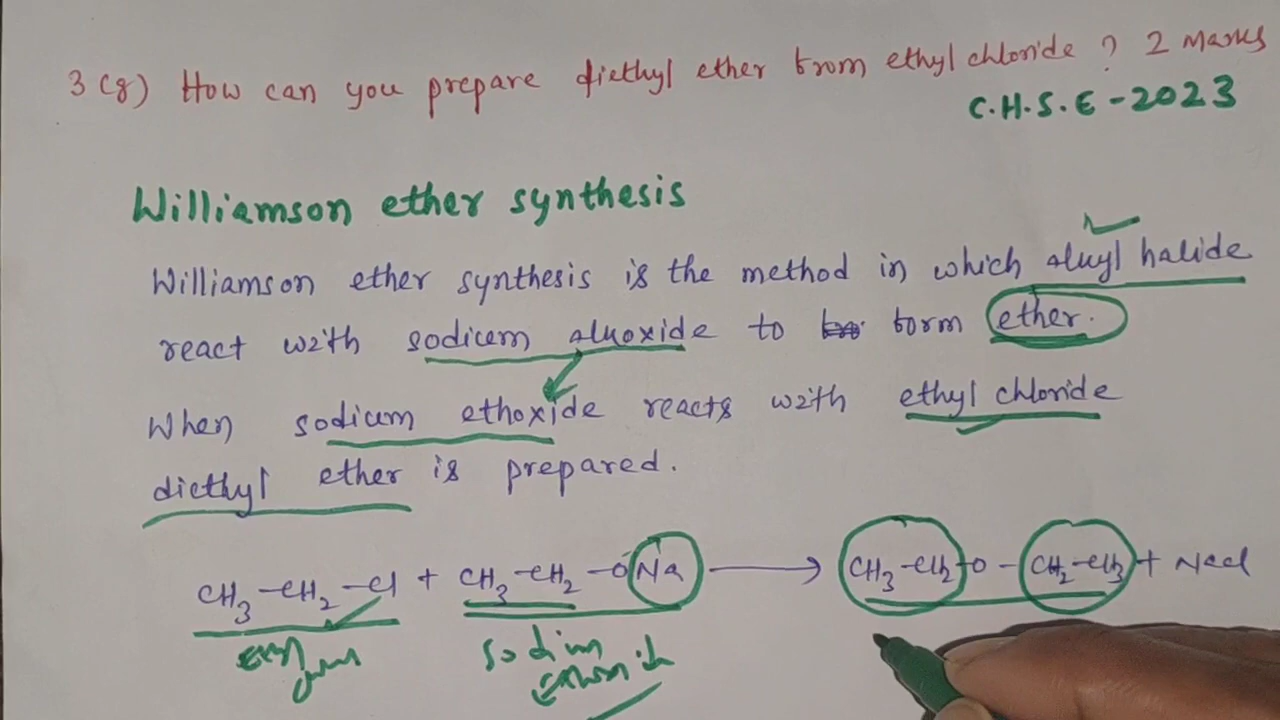 3 (g) How can you prepare diethyl ether from ethyl chloride ? 2 Marks
C.H.S.E - 2023
Williamson ether synthesis
Williamson ether synthesis is the method in which alkyl halide
react with sodium alkoxide to form ether.
When sodium ethoxide reacts with ethyl chloride
diethyl ether is prepared.
CH3-CH2-Cl + CH3-CH2-ONa → CH3-CH2-O-CH2-CH3 + NaCl
sodium